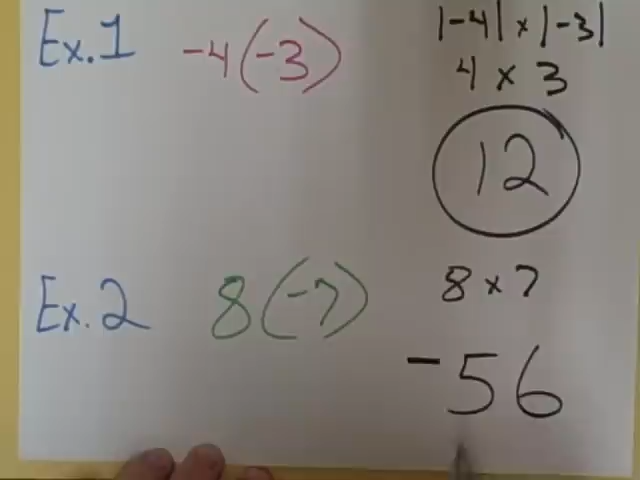 Ex.1 -4(-3) |-4| x |-3|
4 x 3
12
Ex.2 8(-7) 8 x 7
-56